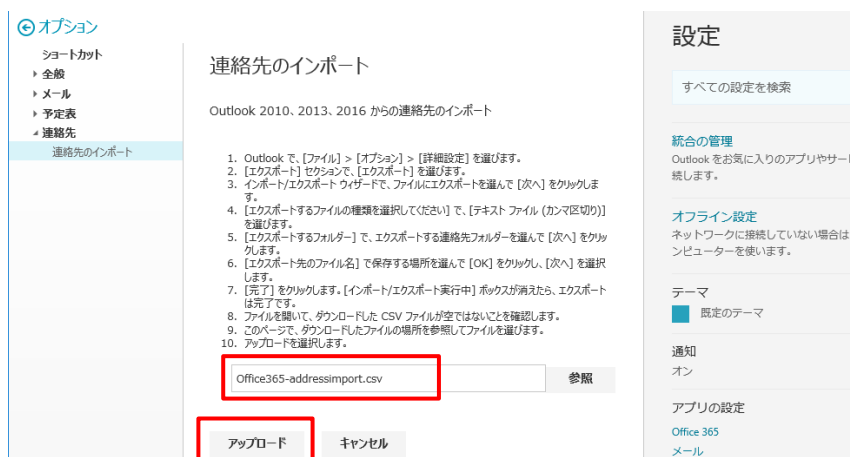 オプション
ショートカット
全般
メール
予定表
連絡先
連絡先のインポート
連絡先のインポート
Outlook 2010、2013、2016 からの連絡先のインポート
1. Outlook で、[ファイル] > [オプション] > [詳細設定] を選びます。
2. [エクスポート] セクションで、[エクスポート] を選びます。
3. インポート/エクスポート ウィザードで、ファイルにエクスポートを選んで [次へ] をクリックしま
す。
4. [エクスポートするファイルの種類を選択してください] で、[テキスト ファイル (カンマ区切り)]
を選びます。
5. [エクスポートするフォルダー] で、エクスポートする連絡先フォルダーを選んで [次へ] をクリッ
クします。
6. [エクスポート先のファイル名] で保存する場所を選んで [OK] をクリックし、[次へ] を選択
します。
7. [完了] をクリックします。[インポート/エクスポート実行中] ボックスが消えたら、エクスポート
は完了です。
8. ファイルを開いて、ダウンロードした CSV ファイルが空ではないことを確認します。
9. このページで、ダウンロードしたファイルの場所を参照してファイルを選びます。
10. アップロードを選択します。
Office365-addressimport.csv
参照
アップロード
キャンセル
設定
すべての設定を検索
統合の管理
Outlook をお気に入りのアプリやサー
続します。
オフライン設定
ネットワークに接続していない場合は
ンピューターを使います。
テーマ
既定のテーマ
通知
オン
アプリの設定
Office 365
メール